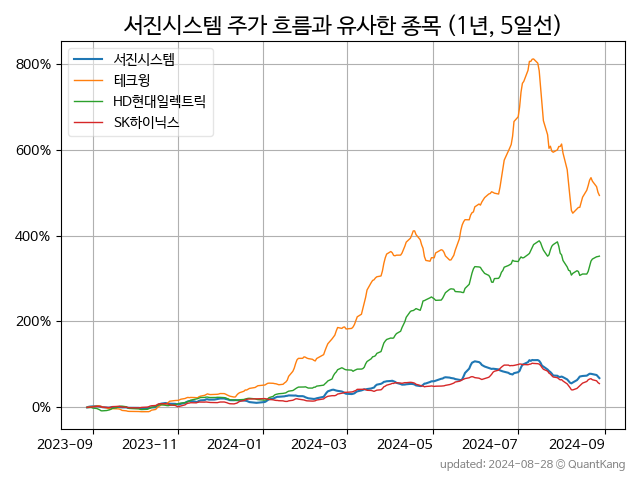 서진시스템 주가 흐름과 유사한 종목 (1년, 5일선)
서진시스템
테크윙
HD현대일렉트릭
SK하이닉스
800%
600%
400%
200%
0%
2023-09 2023-11 2024-01 2024-03 2024-05 2024-07 2024-09
updated: 2024-08-28 © QuantKang